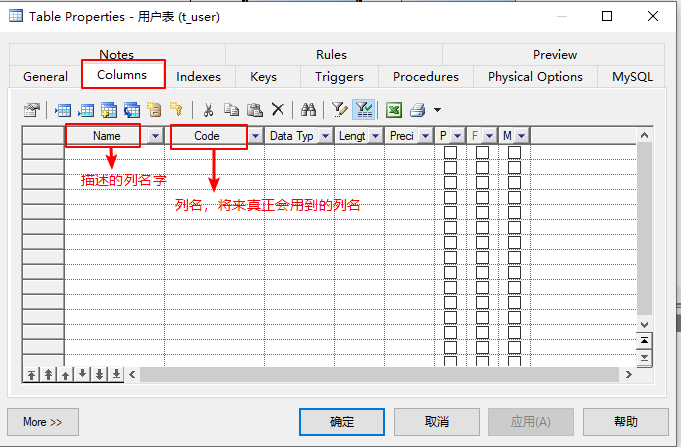 Table Properties - 用户表 (t_user)
Notes Rules Preview
General Columns Indexes Keys Triggers Procedures Physical Options MySQL
Name Code Data Typ Lengt Preci P F M
描述的列名字
列名，将来真正会用到的列名
More >> 确定 取消 应用(A) 帮助